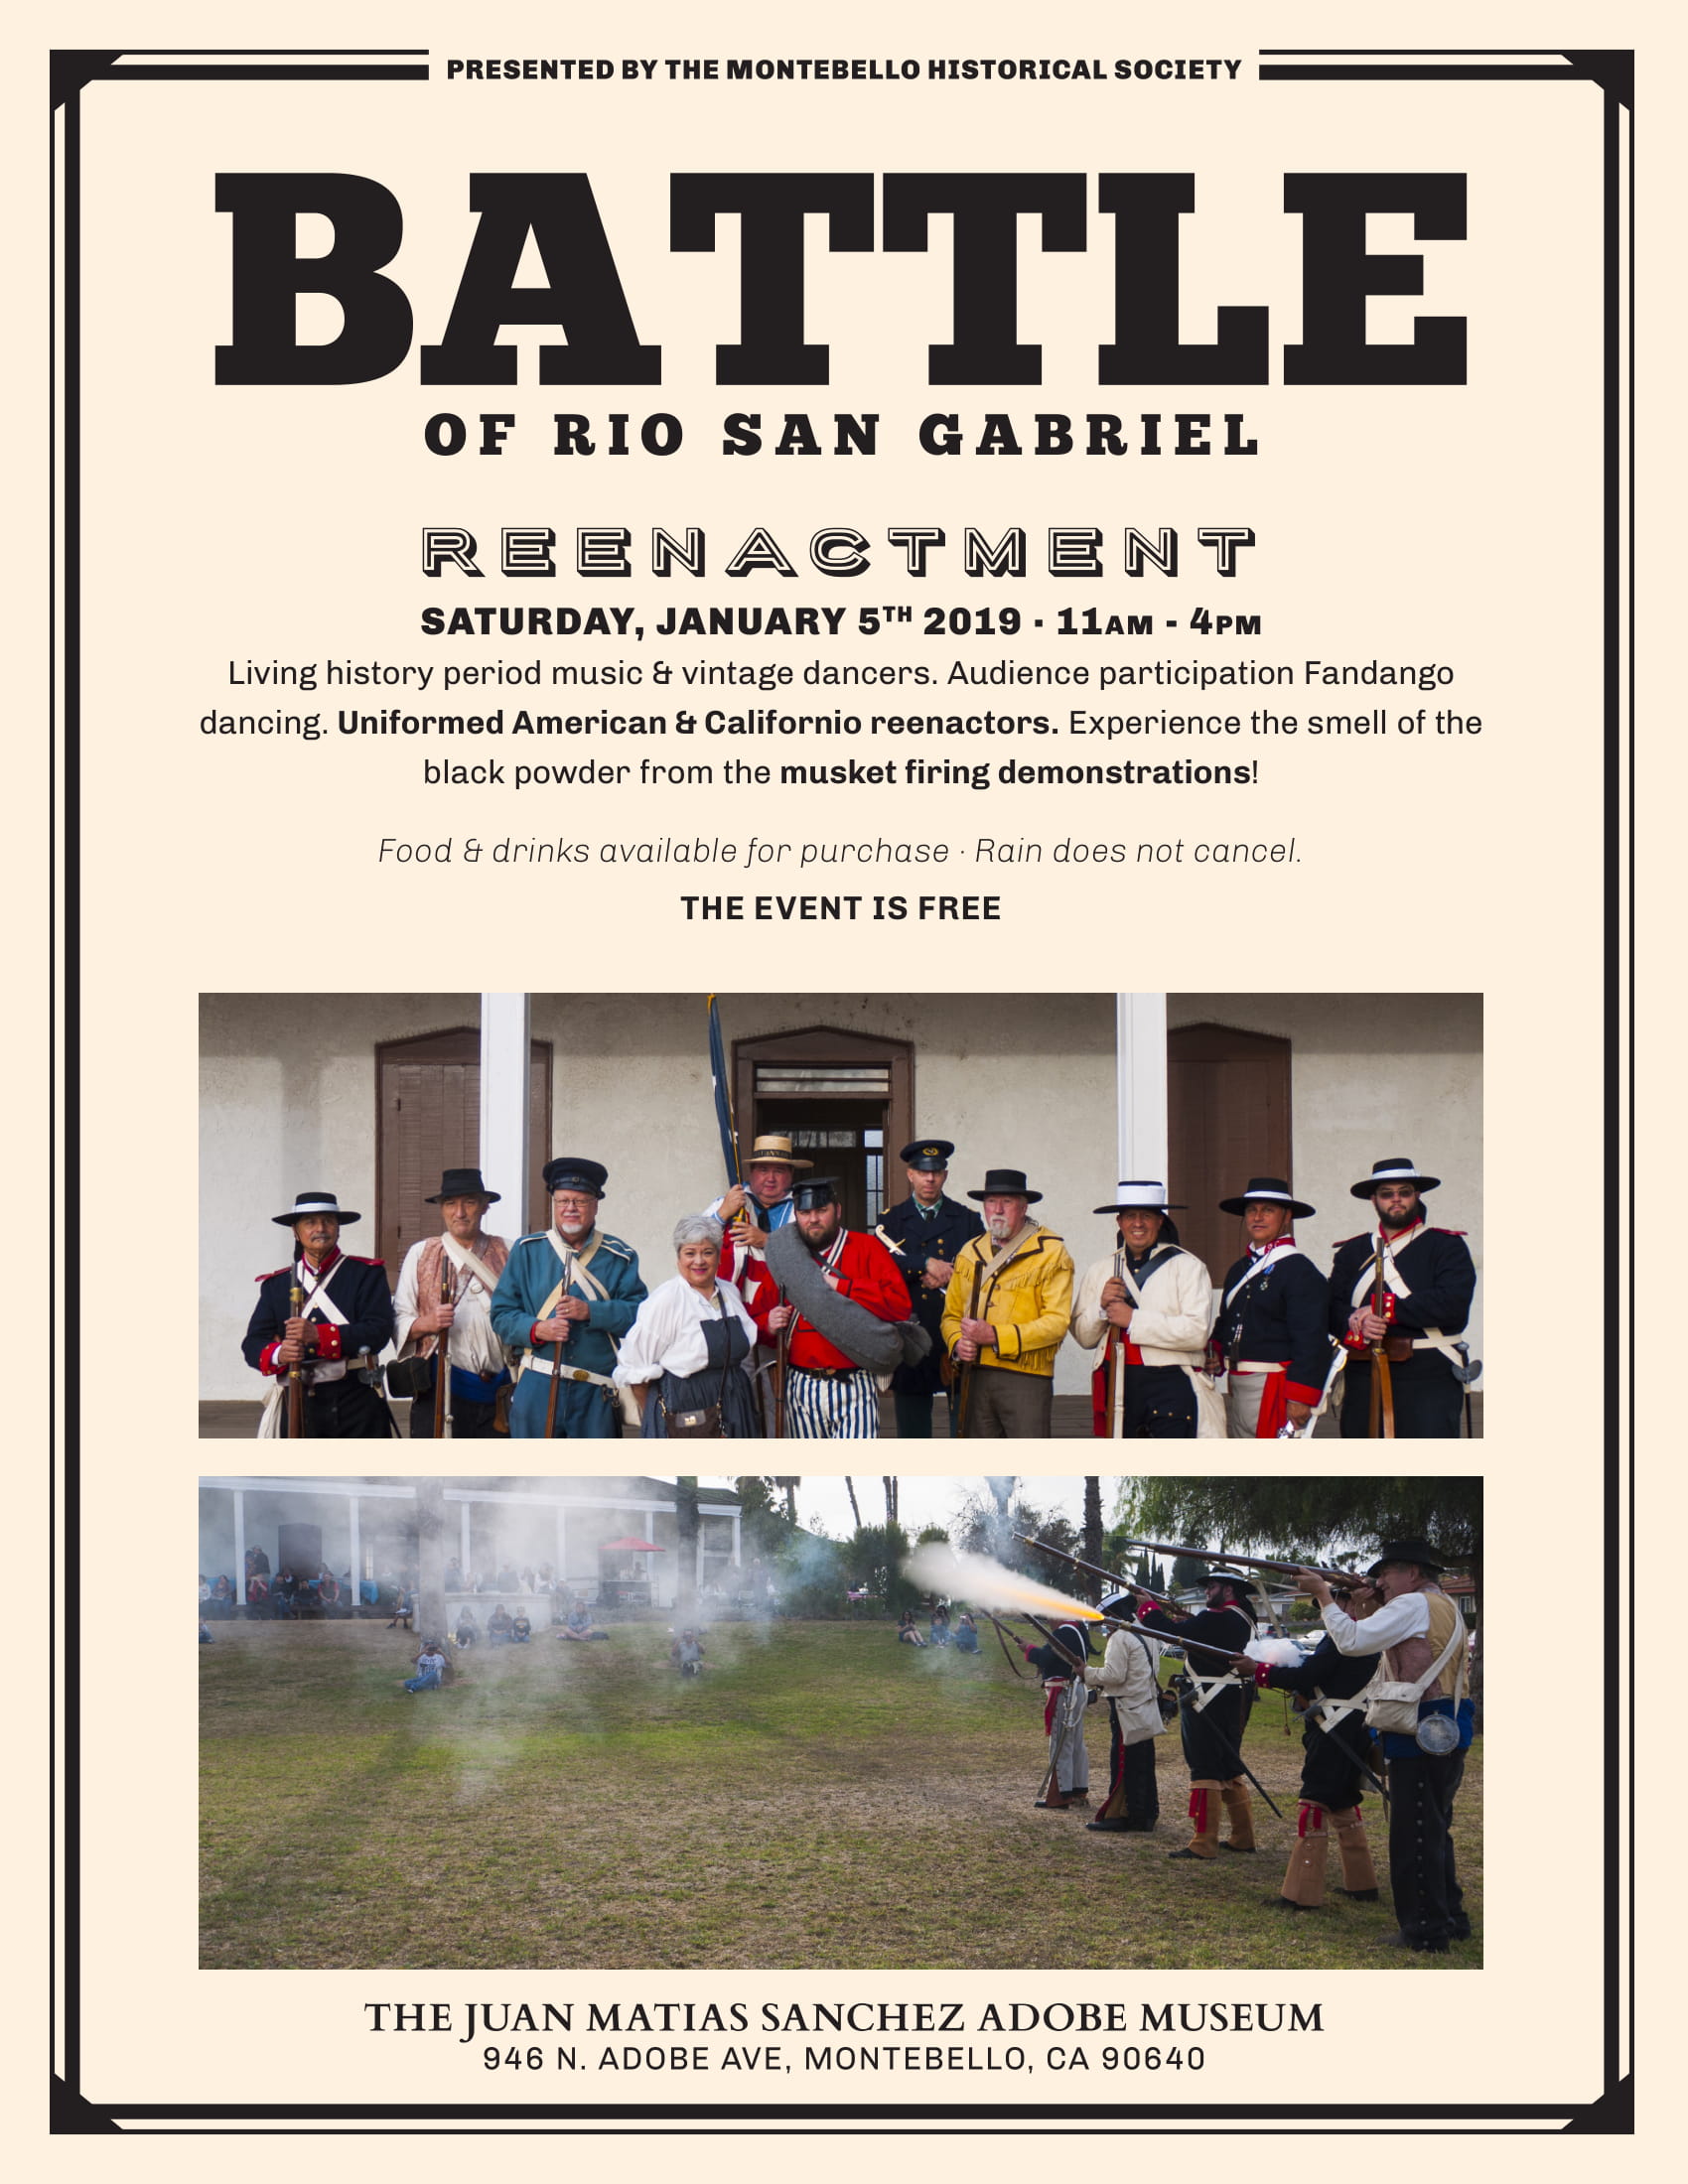 PRESENTED BY THE MONTEBELLO HISTORICAL SOCIETY
BATTLE
OF RIO SAN GABRIEL
REENACTMENT
SATURDAY, JANUARY 5TH 2019 · 11AM - 4PM
Living history period music & vintage dancers. Audience participation Fandango
dancing. Uniformed American & Californio reenactors. Experience the smell of the
black powder from the musket firing demonstrations!
Food & drinks available for purchase · Rain does not cancel.
THE EVENT IS FREE
THE JUAN MATIAS SANCHEZ ADOBE MUSEUM
946 N. ADOBE AVE, MONTEBELLO, CA 90640